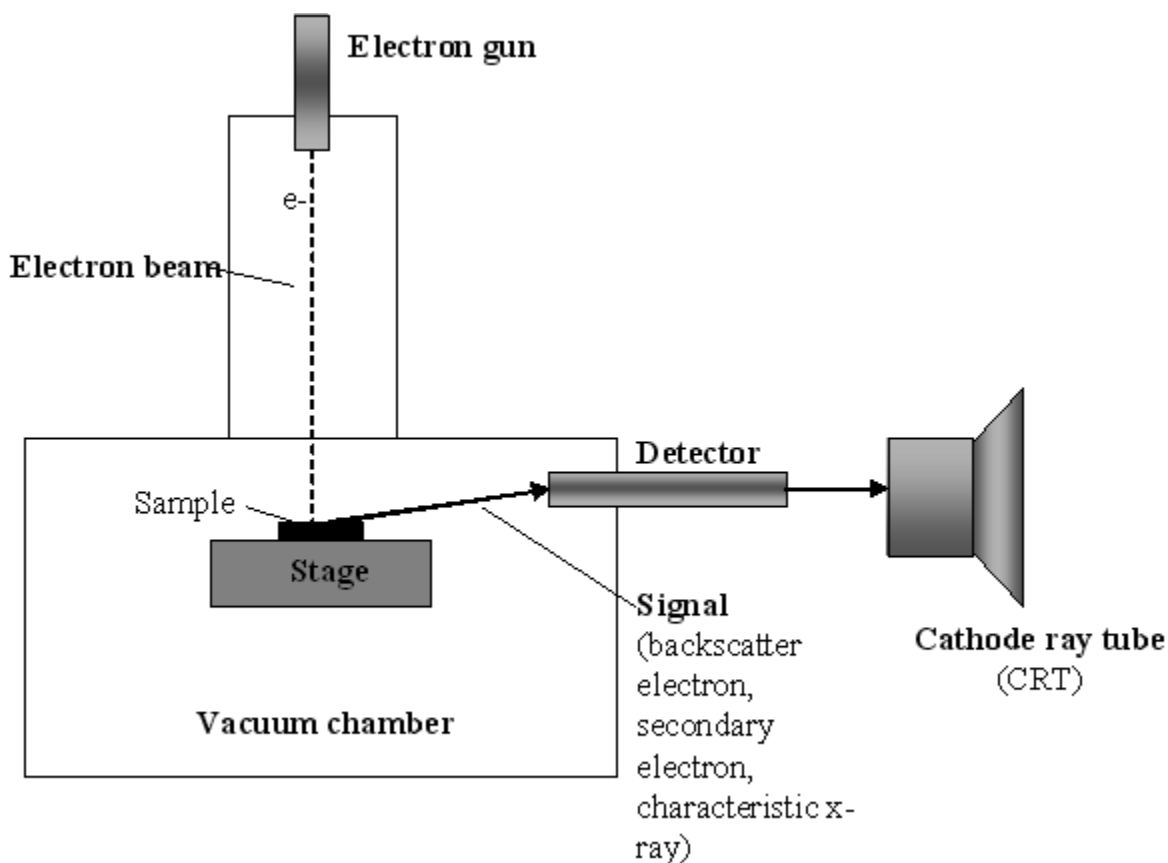 Electron gun
e-
Electron beam
Detector
Sample
Stage
Signal
(backscatter
electron,
secondary
electron,
characteristic x-
ray)
Cathode ray tube
(CRT)
Vacuum chamber